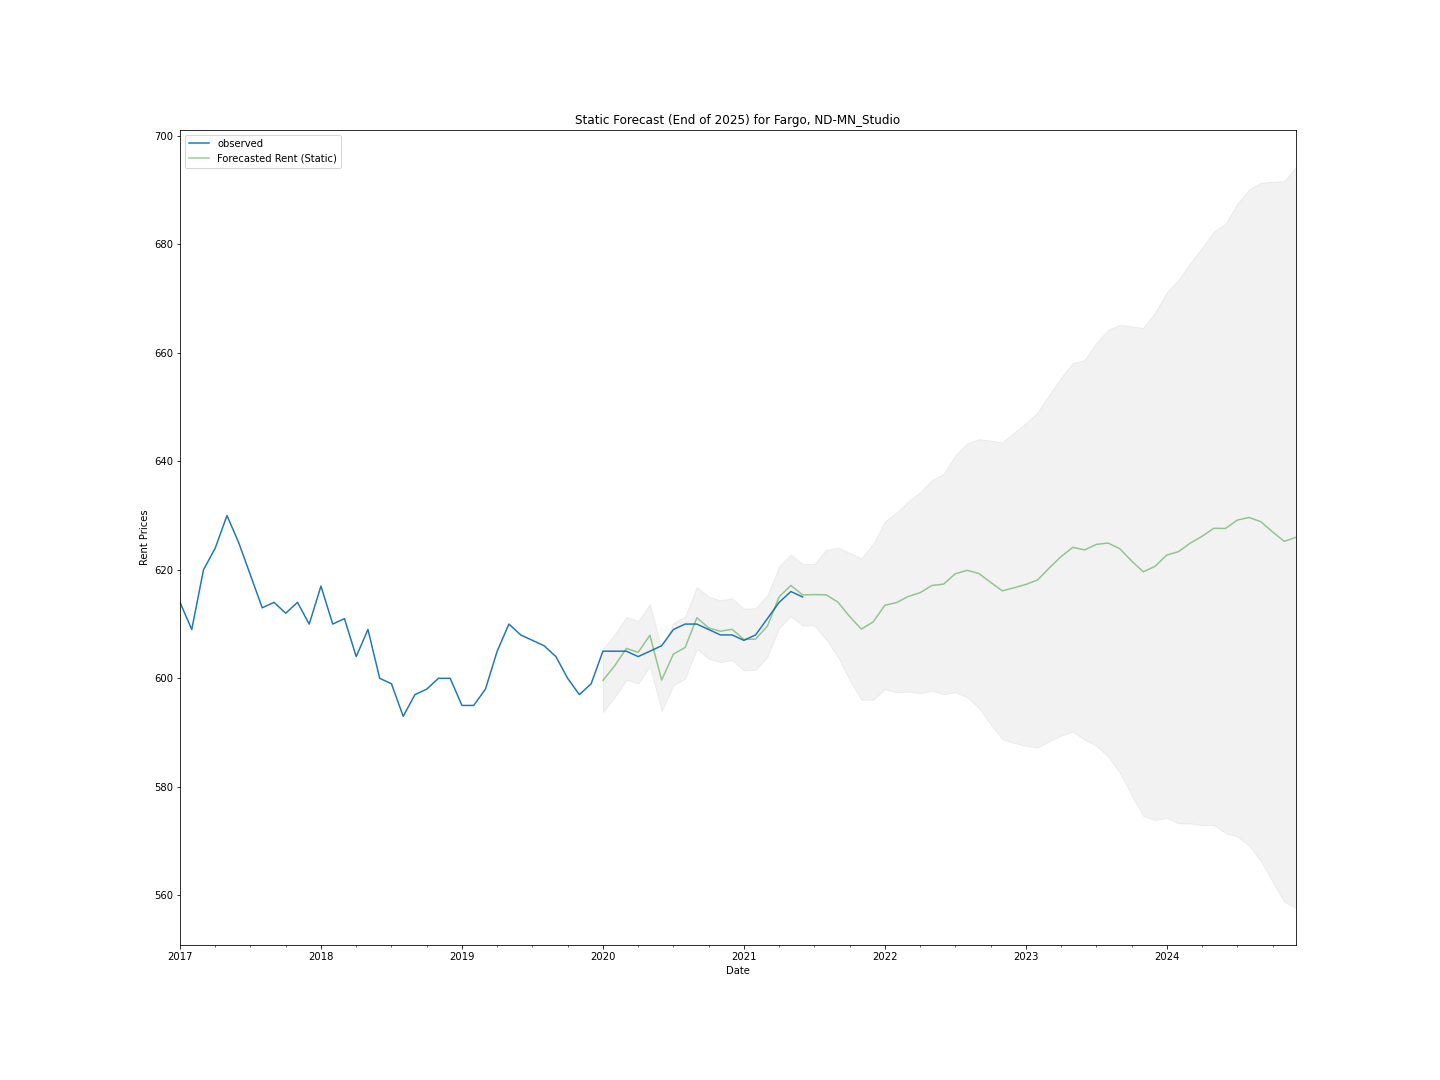 Static Forecast (End of 2025) for Fargo, ND-MN_Studio
observed
Forecasted Rent (Static)
700
680
660
640
620
600
580
560
Rent Prices
2017 2018 2019 2020 2021 2022 2023 2024
Date